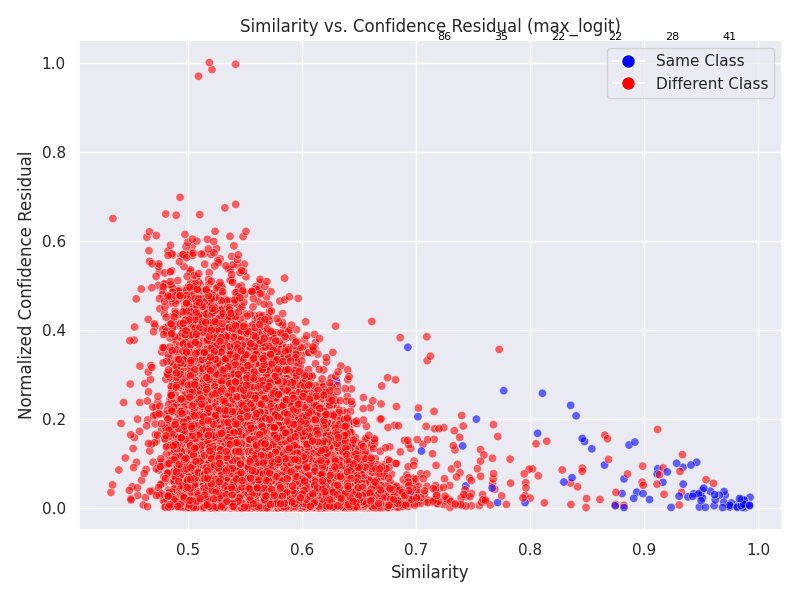 Similarity vs. Confidence Residual (max_logit)
86 35 22 22 28 41
Same Class
Different Class
1.0
0.8
0.6
0.4
0.2
0.0
Normalized Confidence Residual
0.5 0.6 0.7 0.8 0.9 1.0
Similarity